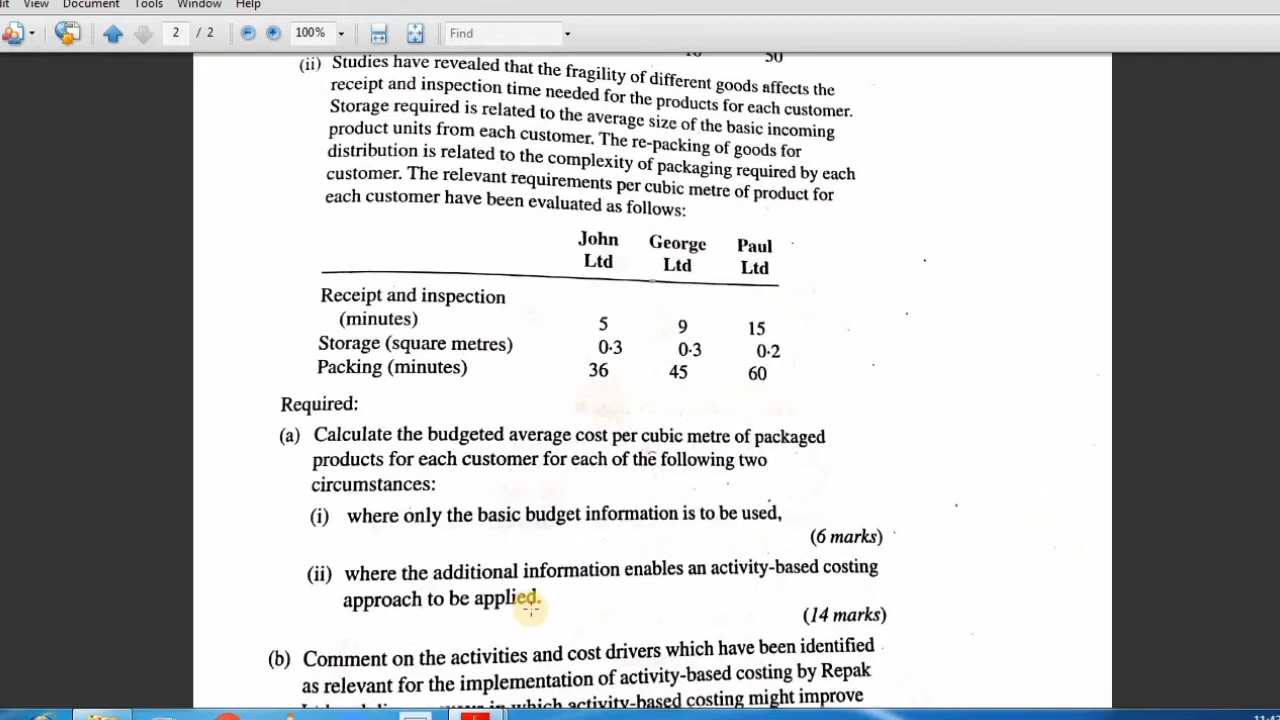 View Document Tools Window Help
2 / 2 100% Find
50
(ii) Studies have revealed that the fragility of different goods affects the
receipt and inspection time needed for the products for each customer.
Storage required is related to the average size of the basic incoming
product units from each customer. The re-packing of goods for
distribution is related to the complexity of packaging required by each
customer. The relevant requirements per cubic metre of product for
each customer have been evaluated as follows:
John George Paul
Ltd Ltd Ltd
Receipt and inspection
(minutes) 5 9 15
Storage (square metres) 0·3 0·3 0·2
Packing (minutes) 36 45 60
Required:
(a) Calculate the budgeted average cost per cubic metre of packaged
products for each customer for each of the following two
circumstances:
(i) where only the basic budget information is to be used,
(6 marks)
(ii) where the additional information enables an activity-based costing
approach to be applied.
(14 marks)
(b) Comment on the activities and cost drivers which have been identified
as relevant for the implementation of activity-based costing by Repak
in which activity-based costing might improve